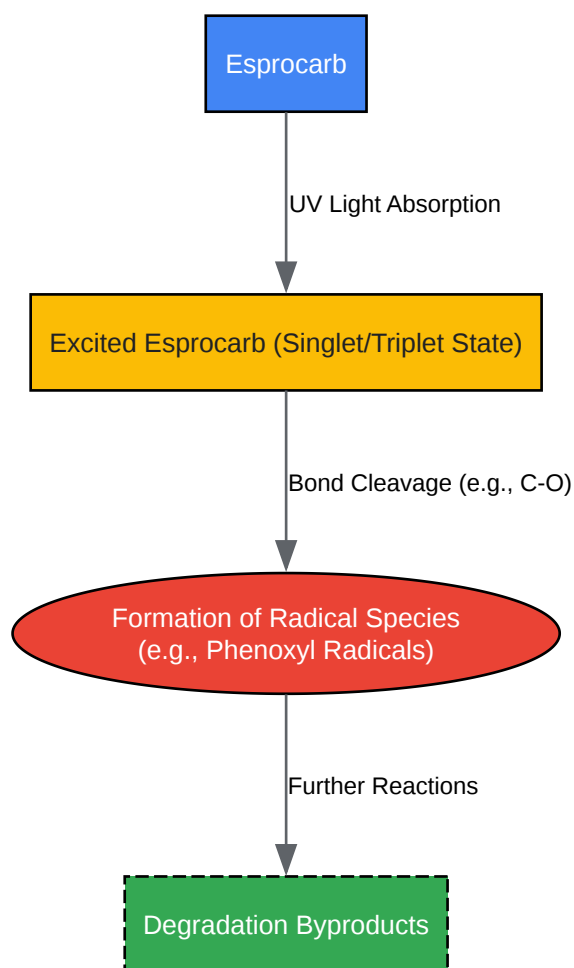 Esprocarb
UV Light Absorption
Excited Esprocarb (Singlet/Triplet State)
Bond Cleavage (e.g., C-O)
Formation of Radical Species
(e.g., Phenoxyl Radicals)
Further Reactions
Degradation Byproducts